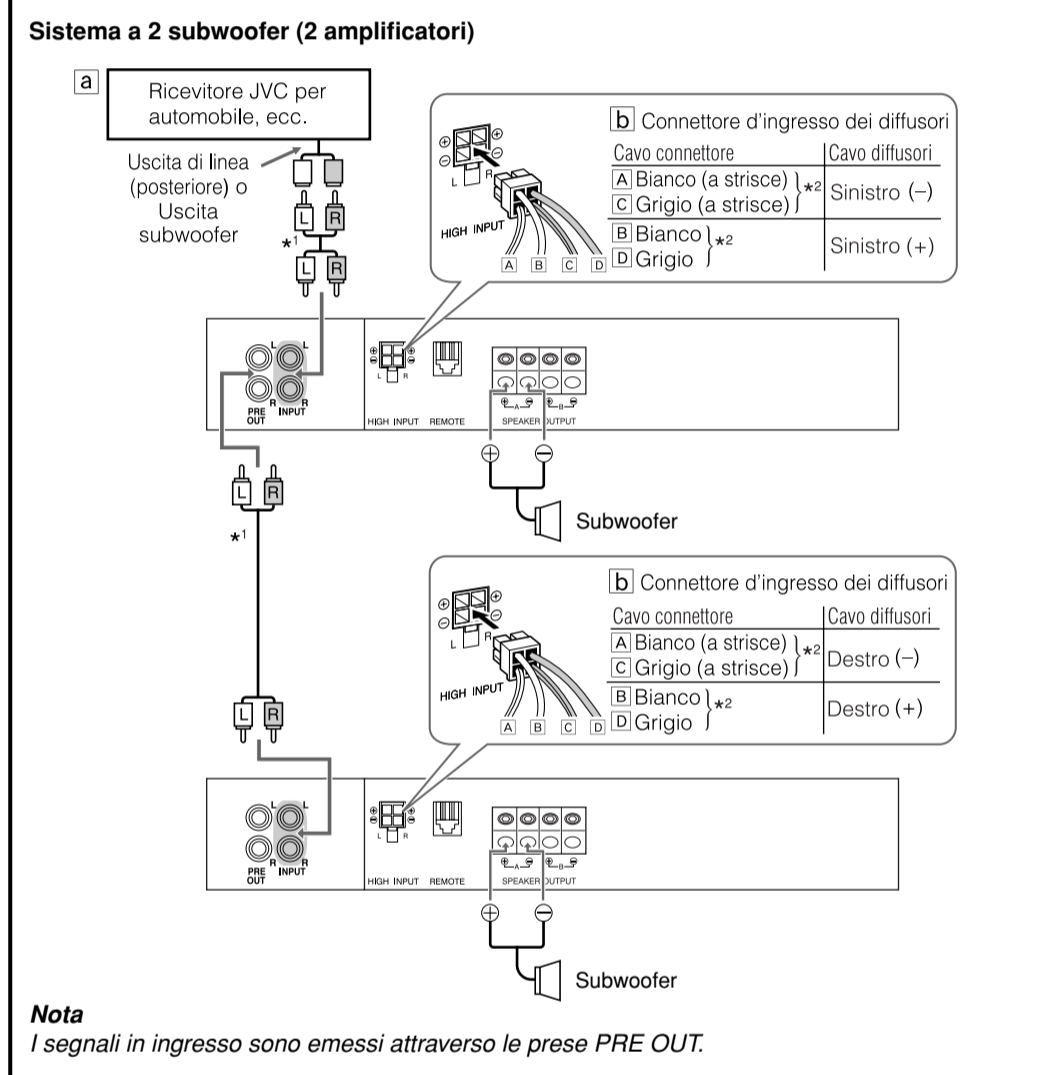 Sistema a 2 subwoofer (2 amplificatori)
a
Ricevitore JVC per
automobile, ecc.
Uscita di linea
(posteriore) o
Uscita
subwoofer
L R
*1
L R
HIGH INPUT
⊕ ⊕
⊖ ⊖
L R
A B C D
b Connettore d'ingresso dei diffusori
Cavo connettore Cavo diffusori
A Bianco (a strisce)
C Grigio (a strisce)
*2 Sinistro (–)
B Bianco
D Grigio
*2 Sinistro (+)
L L
R R
PRE OUT
INPUT
⊕ ⊕
⊖ ⊖
L R
HIGH INPUT REMOTE
⊕ A ⊖ ⊕ B ⊖
SPEAKER OUTPUT
⊕ ⊖
Subwoofer
L R
*1
L R
HIGH INPUT
⊕ ⊕
⊖ ⊖
L R
A B C D
b Connettore d'ingresso dei diffusori
Cavo connettore Cavo diffusori
A Bianco (a strisce)
C Grigio (a strisce)
*2 Destro (–)
B Bianco
D Grigio
*2 Destro (+)
L L
R R
PRE OUT
INPUT
⊕ ⊕
⊖ ⊖
L R
HIGH INPUT REMOTE
⊕ A ⊖ ⊕ B ⊖
SPEAKER OUTPUT
⊕ ⊖
Subwoofer
Nota
I segnali in ingresso sono emessi attraverso le prese PRE OUT.